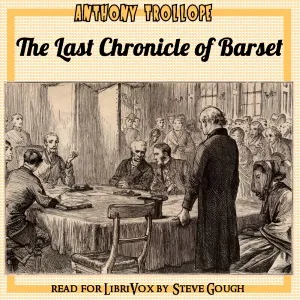 ANTHONY TROLLOPE
The Last Chronicle of Barset
READ FOR LIBRIVOX BY STEVE GOUGH